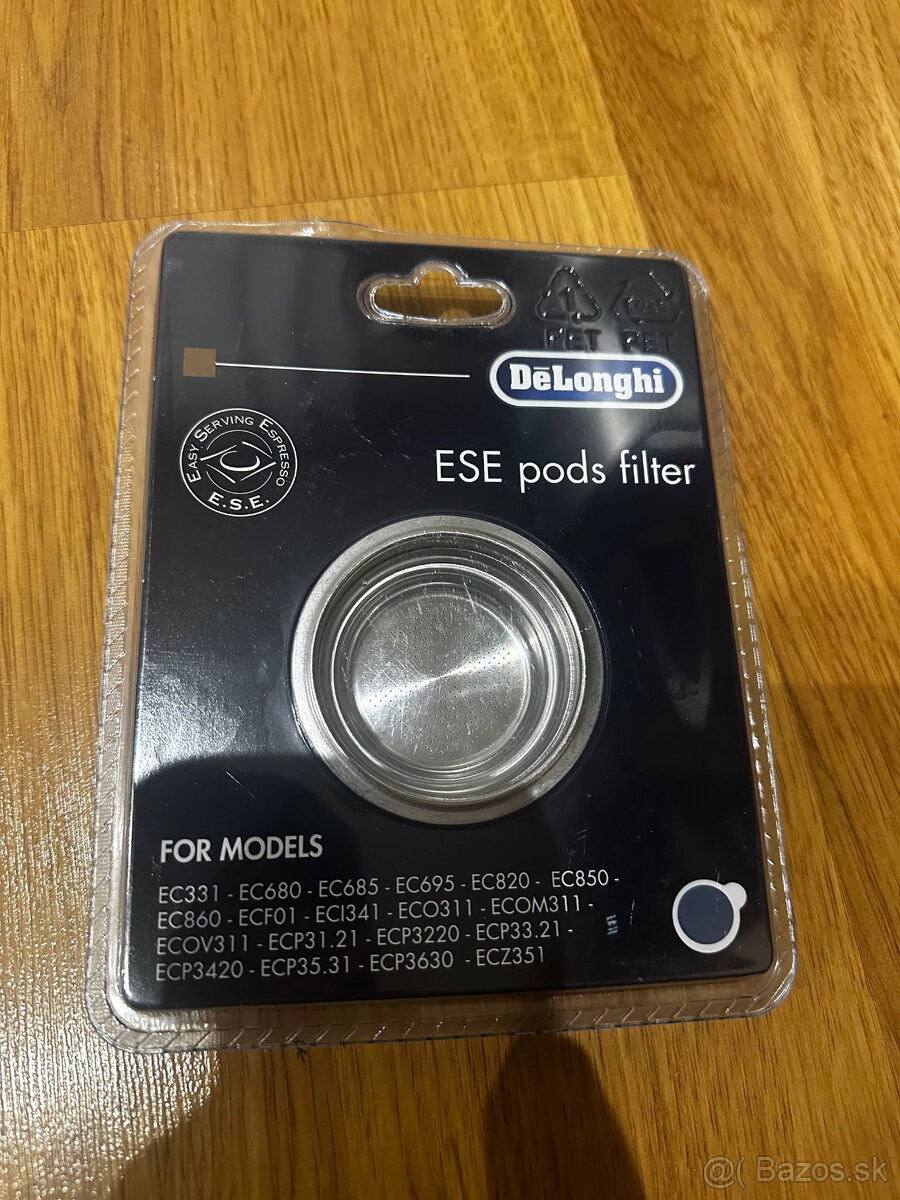 1
PET
PET
DēLonghi
EASY SERVING ESPRESSO
E.S.E.
ESE pods filter
FOR MODELS
EC331 - EC680 - EC685 - EC695 - EC820 - EC850 -
EC860 - ECF01 - ECI341 - ECO311 - ECOM311 -
ECOV311 - ECP31.21 - ECP3220 - ECP33.21 -
ECP3420 - ECP35.31 - ECP3630 - ECZ351
@( Bazos.sk